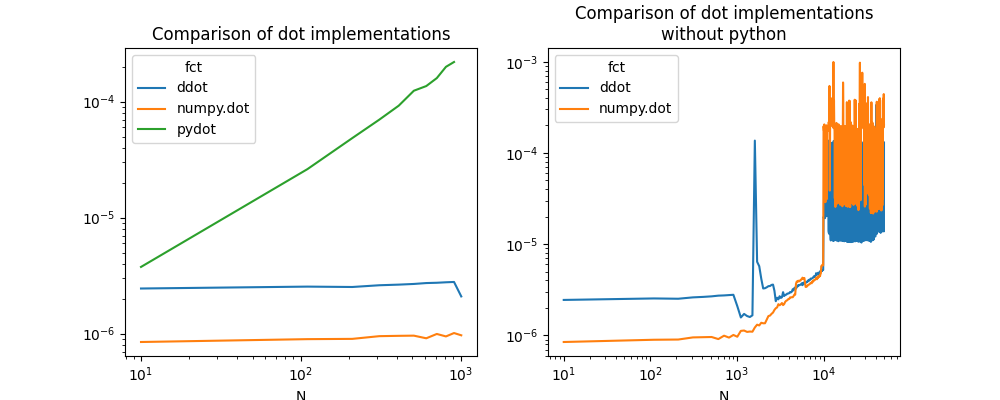 Comparison of dot implementations
fct
ddot
numpy.dot
pydot
10⁻⁴
10⁻⁵
10⁻⁶
10¹
10²
10³
N
Comparison of dot implementations
without python
fct
ddot
numpy.dot
10⁻³
10⁻⁴
10⁻⁵
10⁻⁶
10¹
10²
10³
10⁴
N